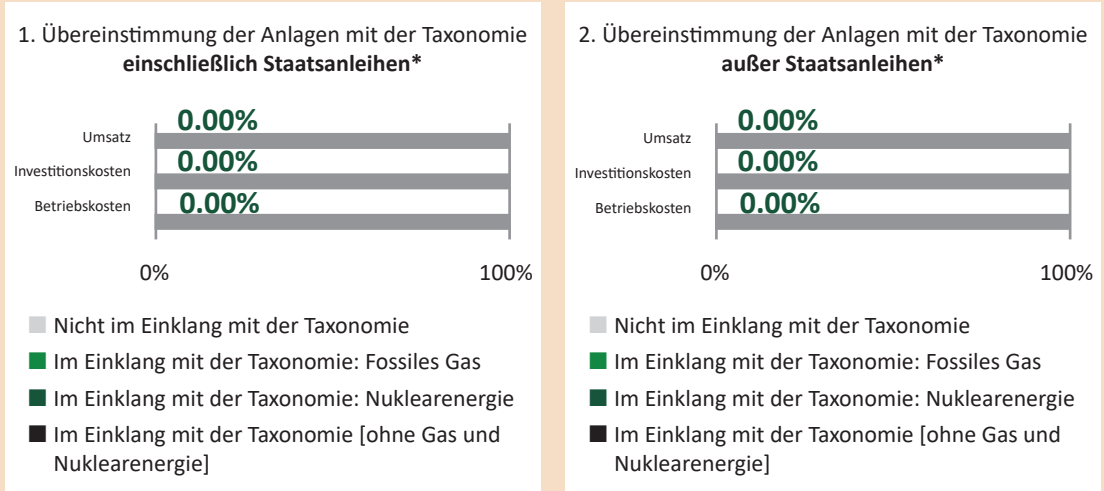 1. Übereinstimmung der Anlagen mit der Taxonomie
einschließlich Staatsanleihen*
0.00%
Umsatz
0.00%
Investitionskosten
0.00%
Betriebskosten
0%
100%
Nicht im Einklang mit der Taxonomie
Im Einklang mit der Taxonomie: Fossiles Gas
Im Einklang mit der Taxonomie: Nuklearenergie
Im Einklang mit der Taxonomie [ohne Gas und
Nuklearenergie]
2. Übereinstimmung der Anlagen mit der Taxonomie
außer Staatsanleihen*
0.00%
Umsatz
0.00%
Investitionskosten
0.00%
Betriebskosten
0%
100%
Nicht im Einklang mit der Taxonomie
Im Einklang mit der Taxonomie: Fossiles Gas
Im Einklang mit der Taxonomie: Nuklearenergie
Im Einklang mit der Taxonomie [ohne Gas und
Nuklearenergie]